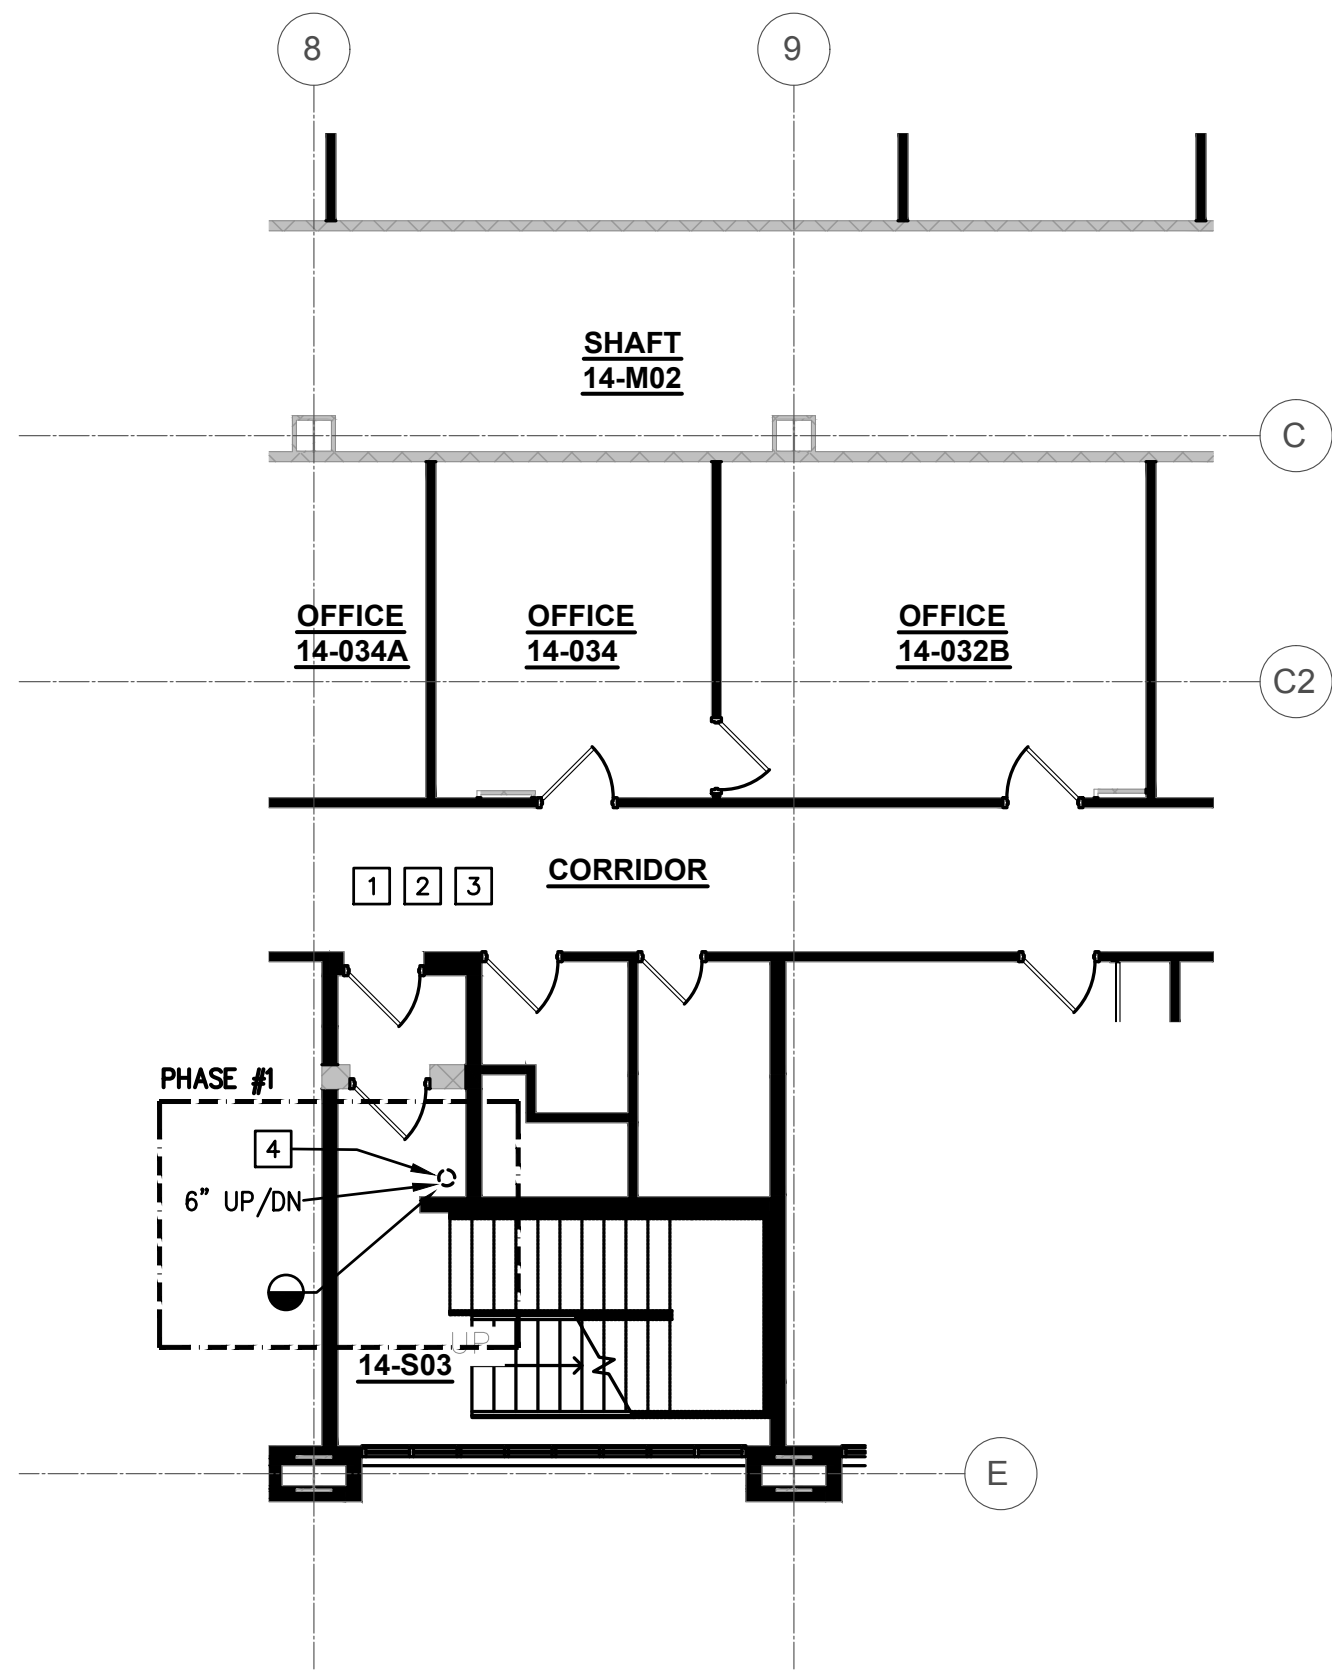 8
9
SHAFT
14-M02
C
OFFICE
14-034A
OFFICE
14-034
OFFICE
14-032B
C2
CORRIDOR
1 2 3
PHASE #1
4
6” UP/DN
UP
14-S03
E